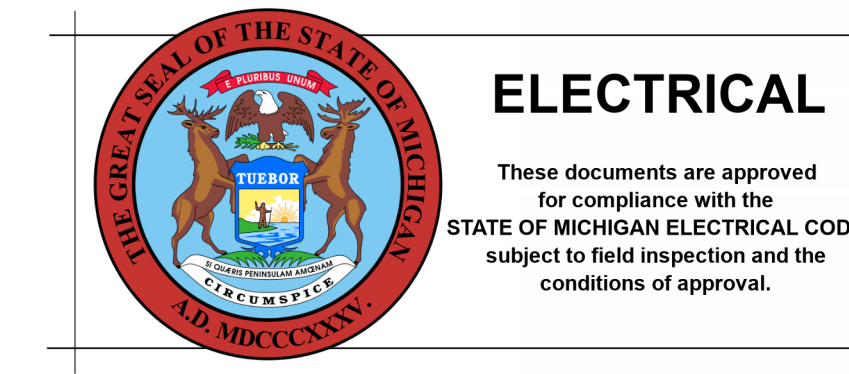 THE GREAT SEAL OF THE STATE OF MICHIGAN
E PLURIBUS UNUM
TUEBOR
SI QUÆRIS PENINSULAM AMŒNAM
CIRCUMSPICE
A.D. MDCCCXXXV.
ELECTRICAL
These documents are approved
for compliance with the
STATE OF MICHIGAN ELECTRICAL COD
subject to field inspection and the
conditions of approval.